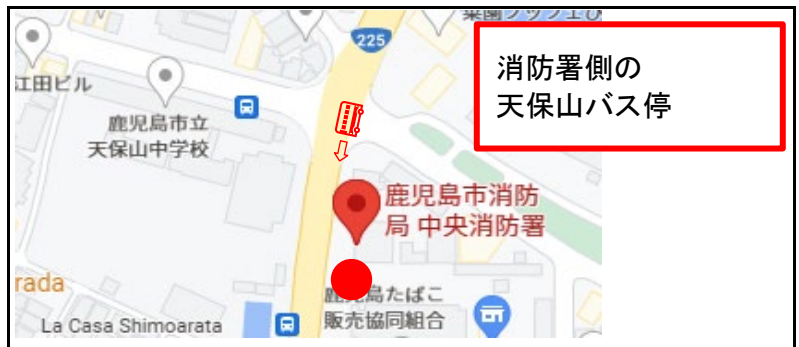 225
消防署側の
天保山バス停
江田ビル
鹿児島市立
天保山中学校
鹿児島市消防
局 中央消防署
rada
島たばこ
販売協同組合
La Casa Shimoarata